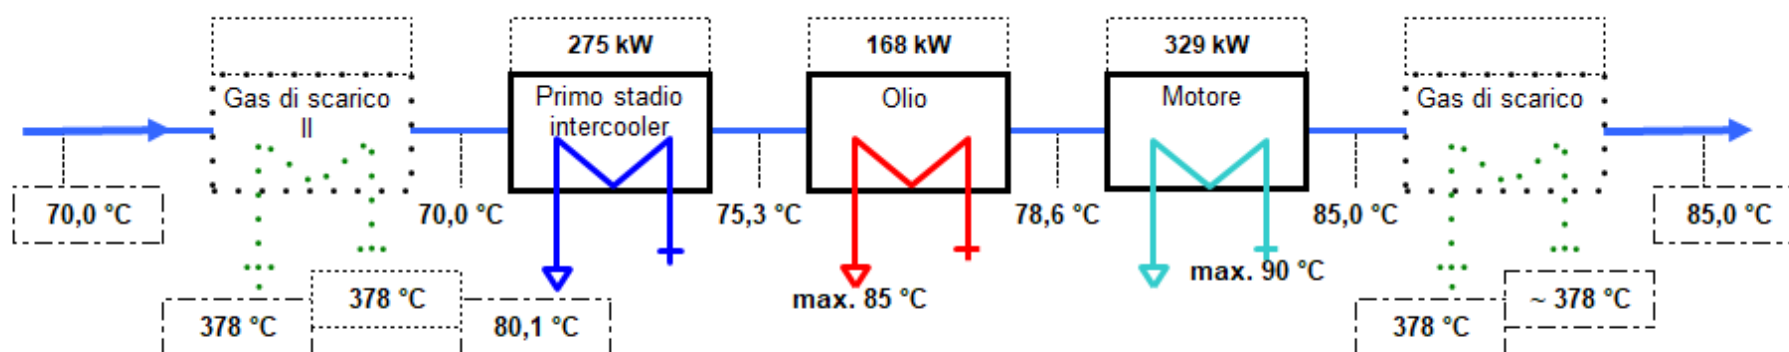 275 kW
168 kW
329 kW
Gas di scarico
II
Primo stadio
intercooler
Olio
Motore
Gas di scarico
70,0 °C
70,0 °C
75,3 °C
78,6 °C
85,0 °C
85,0 °C
378 °C
378 °C
80,1 °C
max. 85 °C
max. 90 °C
378 °C
~ 378 °C